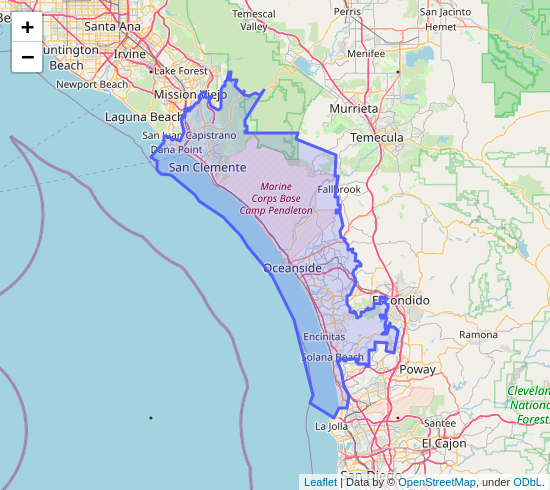 +
−
Santa Ana
Temescal
Valley
Perris
San Jacinto
Hemet
Irvine
Huntington
Beach
Menifee
Lake Forest
Newport Beach
Mission Viejo
Murrieta
Laguna Beach
San Juan Capistrano
Temecula
Dana Point
San Clemente
Marine
Corps Base
Camp Pendleton
Fallbrook
Oceanside
Escondido
Encinitas
Ramona
Solana Beach
Poway
Cleveland
National
Forest
La Jolla
Santee
El Cajon
San Diego
Leaflet | Data by © OpenStreetMap, under ODbL.